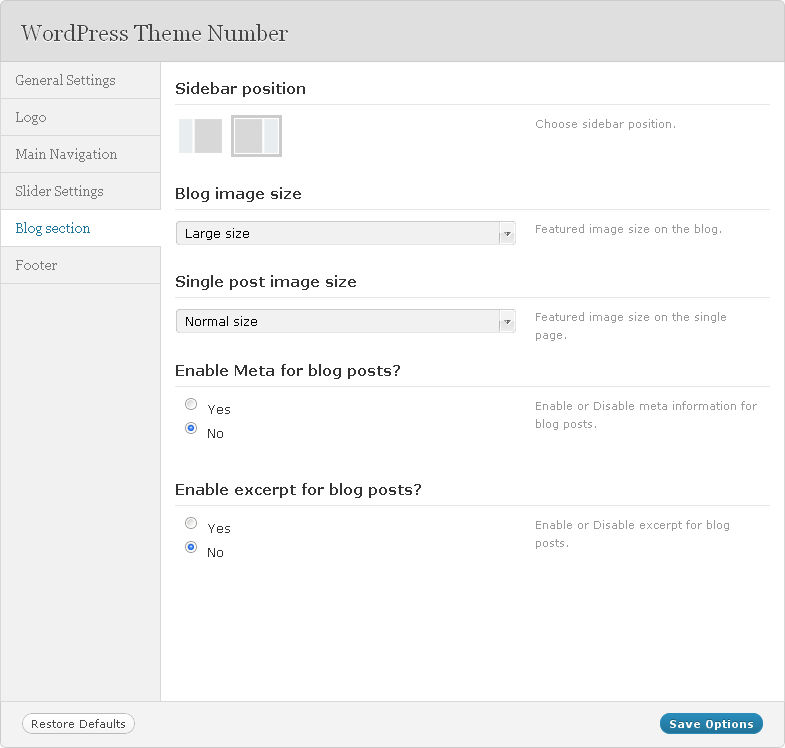 WordPress Theme Number
General Settings
Logo
Main Navigation
Slider Settings
Blog section
Footer
Sidebar position
Choose sidebar position.
Blog image size
Large size
Featured image size on the blog.
Single post image size
Normal size
Featured image size on the single
page.
Enable Meta for blog posts?
Yes
No
Enable or Disable meta information for
blog posts.
Enable excerpt for blog posts?
Yes
No
Enable or Disable excerpt for blog
posts.
Restore Defaults
Save Options